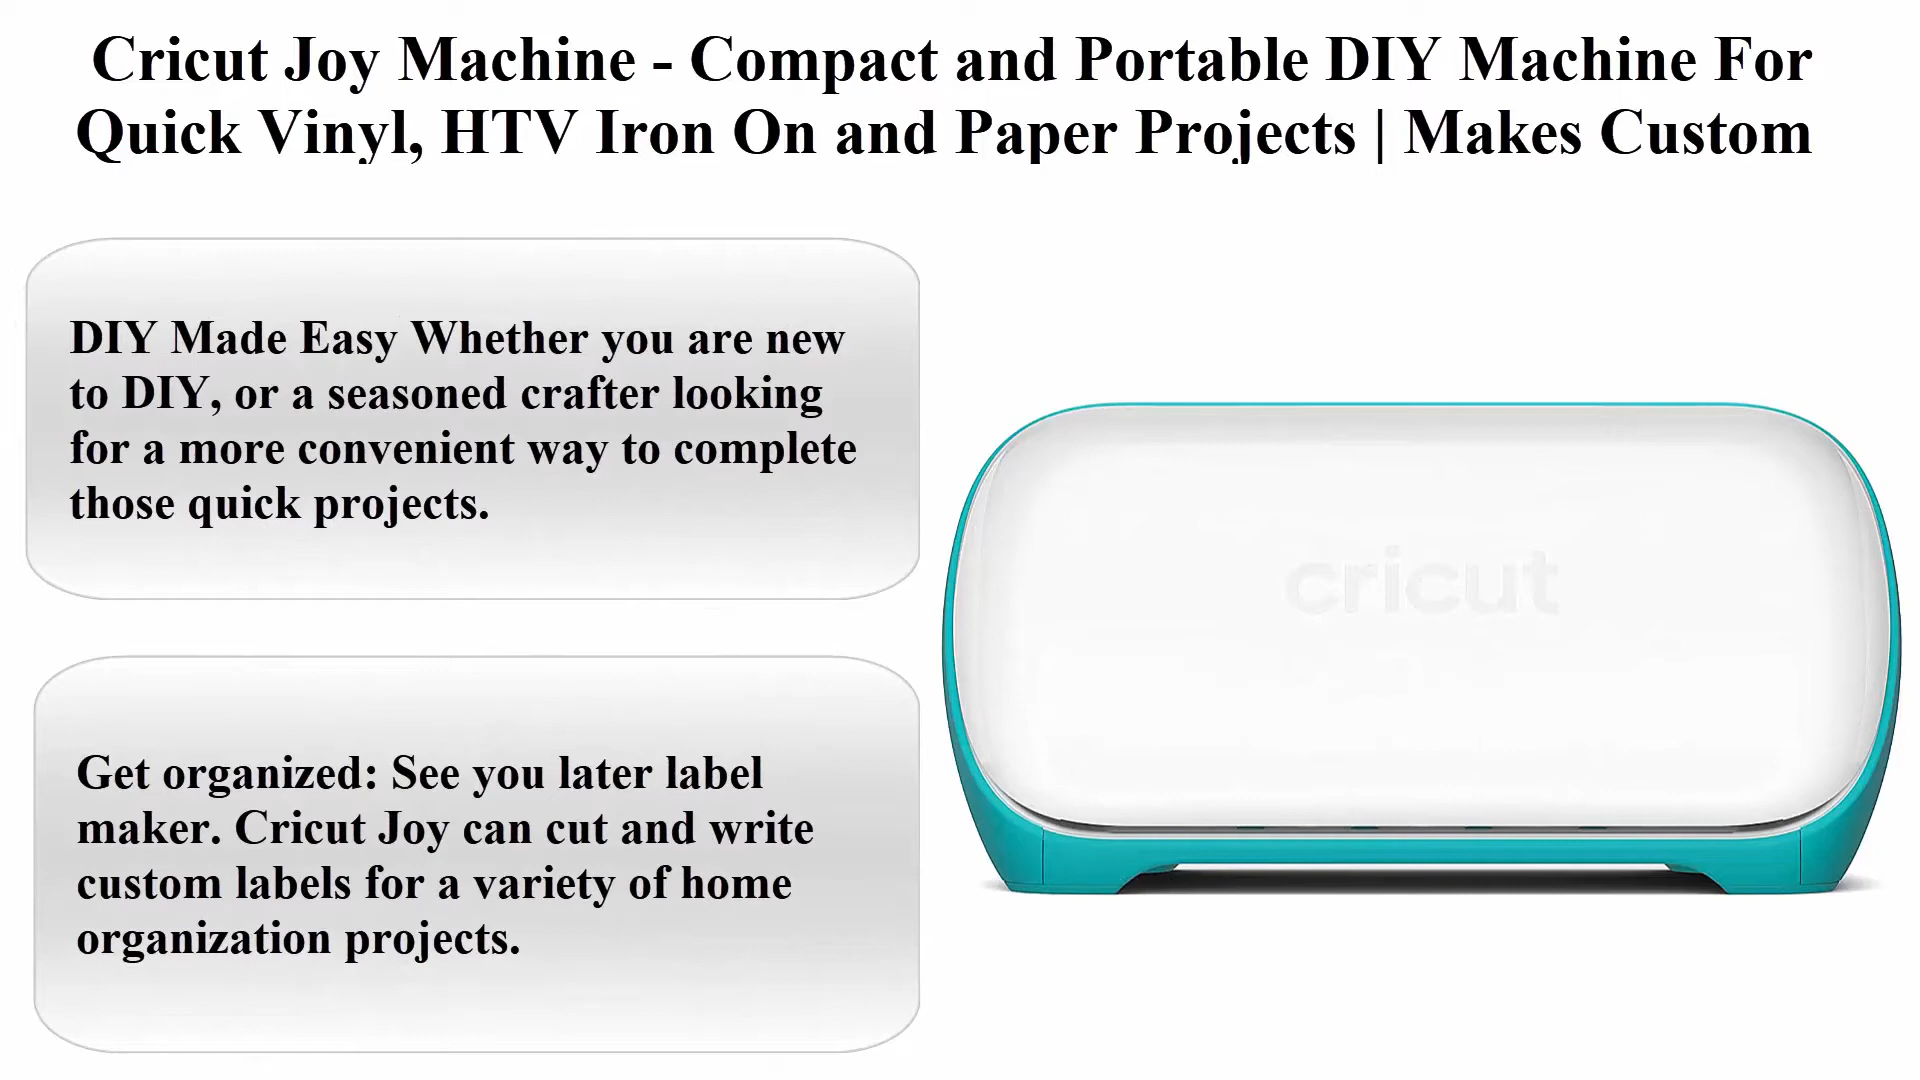 Cricut Joy Machine - Compact and Portable DIY Machine For
Quick Vinyl, HTV Iron On and Paper Projects | Makes Custom
DIY Made Easy Whether you are new
to DIY, or a seasoned crafter looking
for a more convenient way to complete
those quick projects.
cricut
Get organized: See you later label
maker. Cricut Joy can cut and write
custom labels for a variety of home
organization projects.